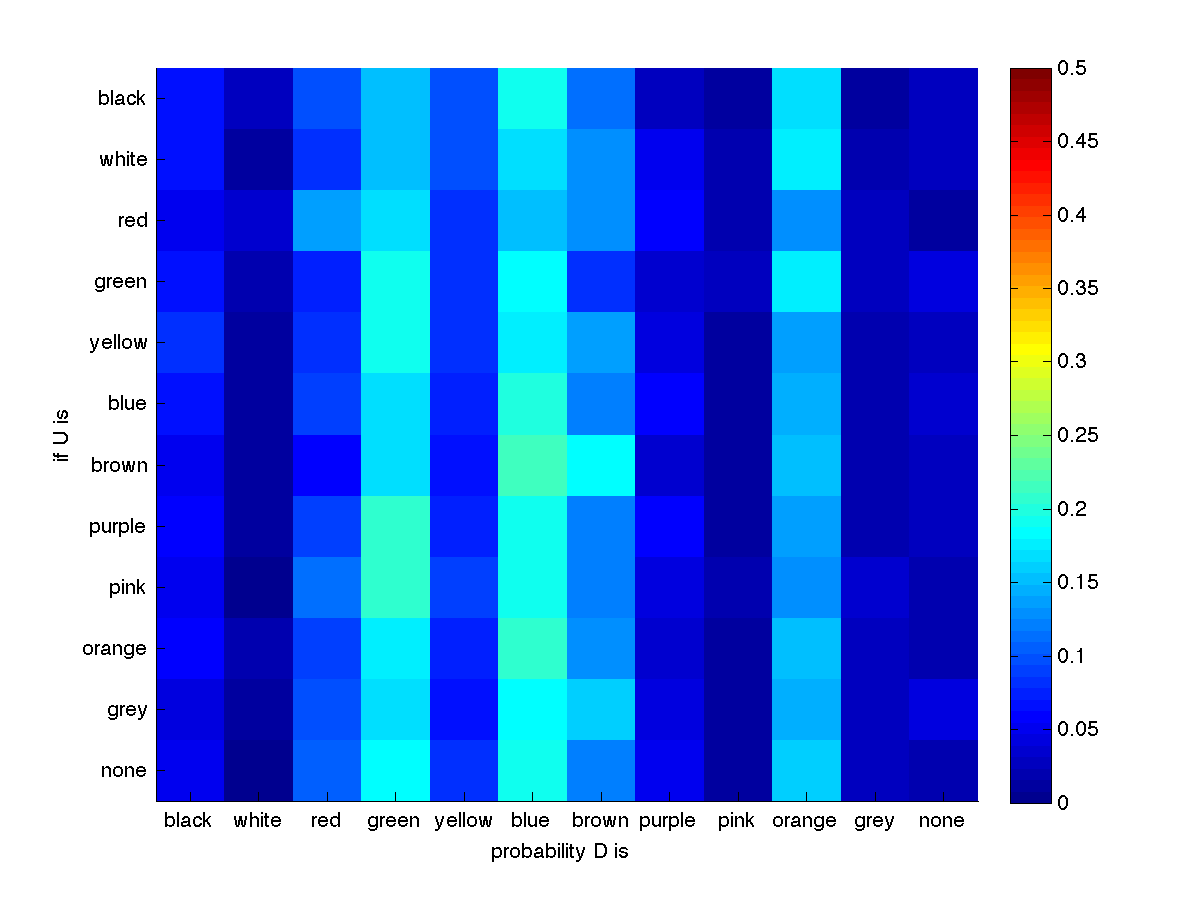 black
white
red
green
yellow
blue
brown
purple
pink
orange
grey
none
if U is
black white red green yellow blue brown purple pink orange grey none
probability D is
0.5
0.45
0.4
0.35
0.3
0.25
0.2
0.15
0.1
0.05
0